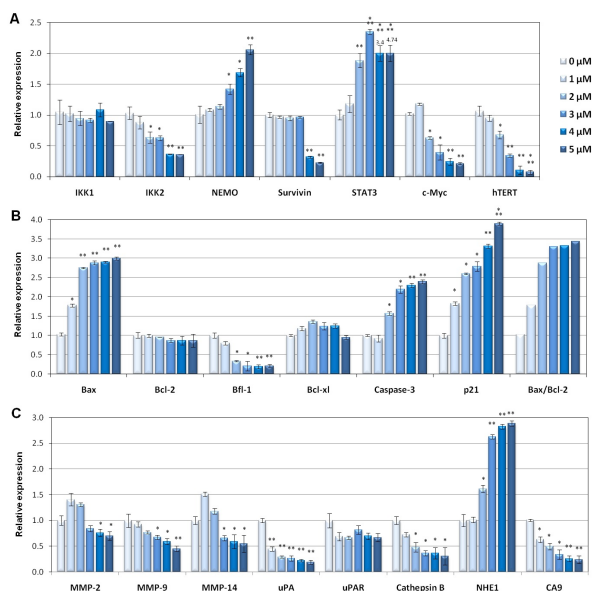 A
Relative expression
2.5
2.0
1.5
1.0
0.5
0.0
* ** ** * ** * * ** * ** 3.6 * ** 4.74
* * ** ** ** ** * * ** ** * ** ** * **
IKK1 IKK2 NEMO Survivin STAT3 c-Myc hTERT
0 µM
1 µM
2 µM
3 µM
4 µM
5 µM
B
Relative expression
4.0
3.5
3.0
2.5
2.0
1.5
1.0
0.5
0.0
* ** ** ** ** * * ** ** * * ** ** * * * ** * **
Bax Bcl-2 Bfl-1 Bcl-xl Caspase-3 p21 Bax/Bcl-2
C
Relative expression
3.0
2.5
2.0
1.5
1.0
0.5
0.0
* * * * ** * * * ** ** ** ** ** * * * * * ** ** ** * * * ** **
MMP-2 MMP-9 MMP-14 uPA uPAR Cathepsin B NHE1 CA9